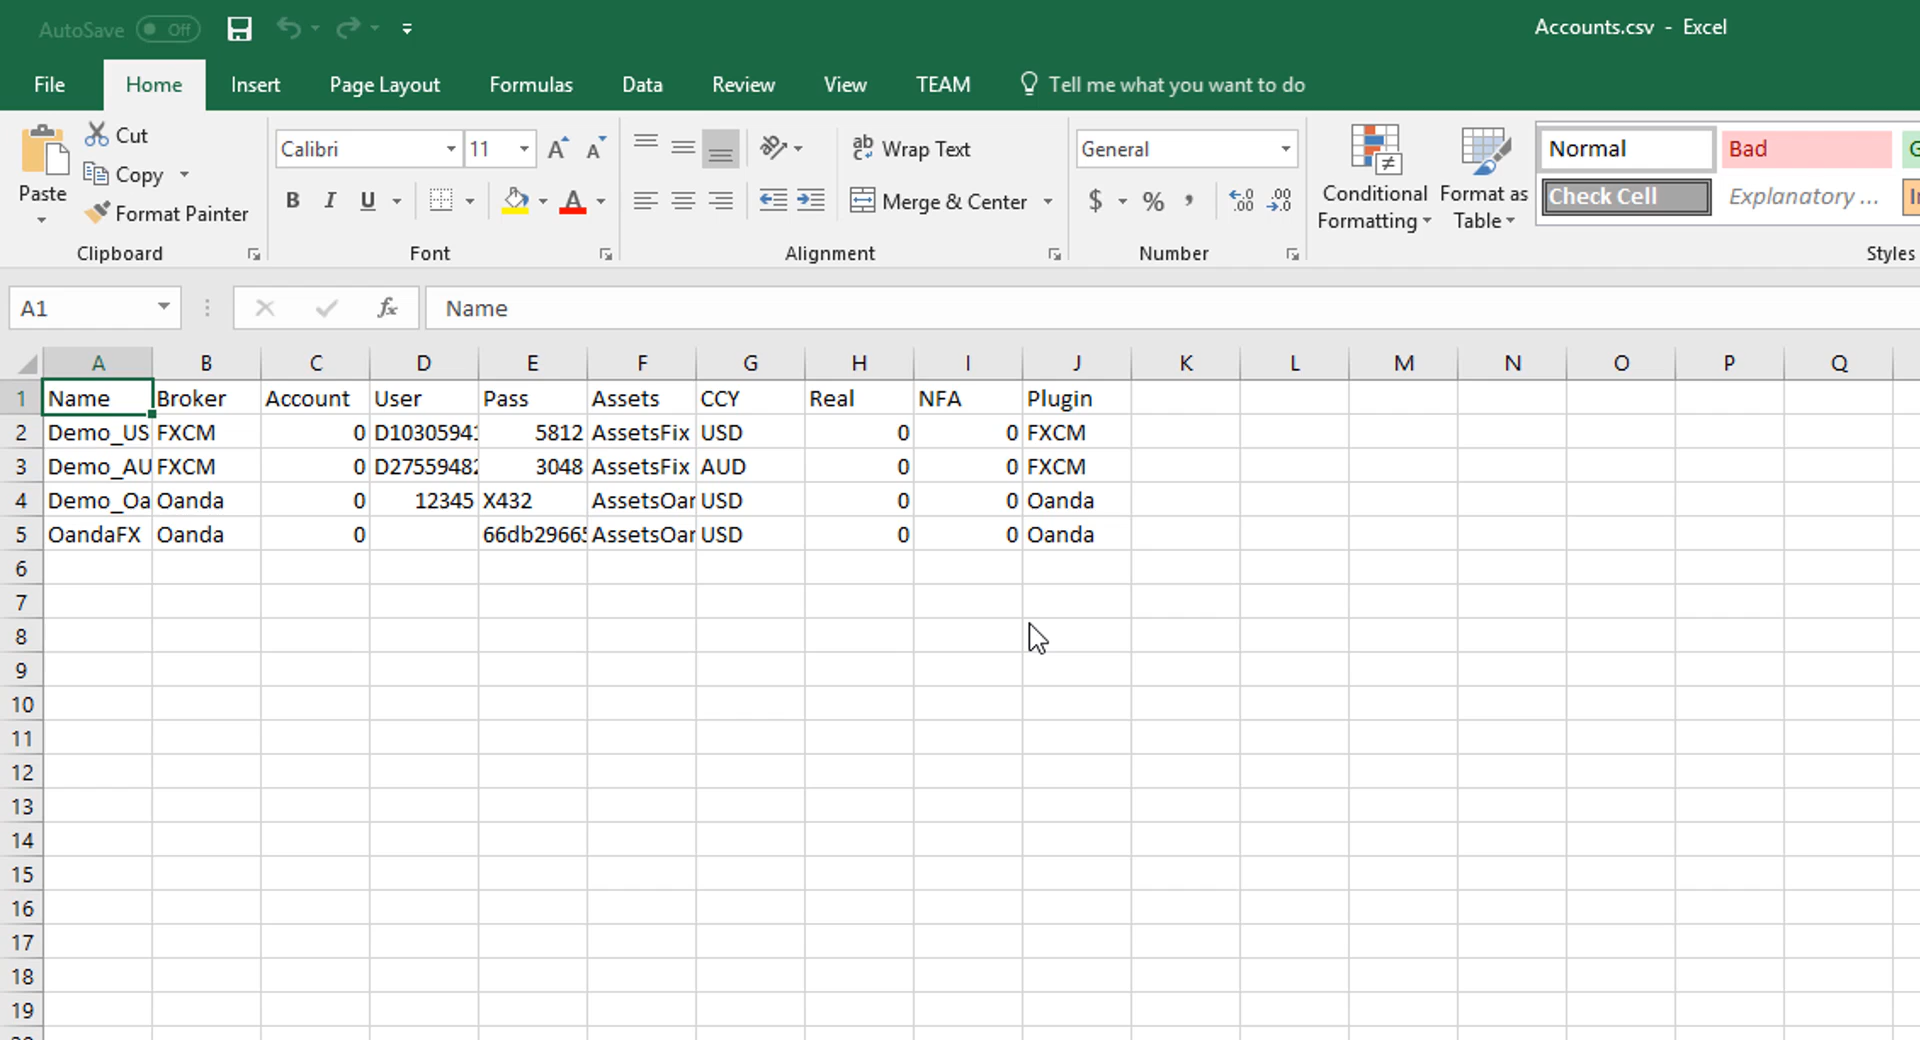 AutoSave Off
Accounts.csv - Excel
File Home Insert Page Layout Formulas Data Review View TEAM Tell me what you want to do
Paste
Cut
Copy
Format Painter
Clipboard
Calibri 11
B I U A
Font
ab Wrap Text
Merge & Center
Alignment
General
$ % ,
Number
Conditional Formatting
Format as Table
Normal Bad
Check Cell Explanatory ...
Styles
A1 fx Name
A B C D E F G H I J K L M N O P Q
1 Name Broker Account User Pass Assets CCY Real NFA Plugin
2 Demo_US FXCM 0 D1030594 5812 AssetsFix USD 0 0 FXCM
3 Demo_AU FXCM 0 D2755948 3048 AssetsFix AUD 0 0 FXCM
4 Demo_Oa Oanda 0 12345 X432 AssetsOa USD 0 0 Oanda
5 OandaFX Oanda 0 66db2966 AssetsOa USD 0 0 Oanda
6
7
8
9
10
11
12
13
14
15
16
17
18
19